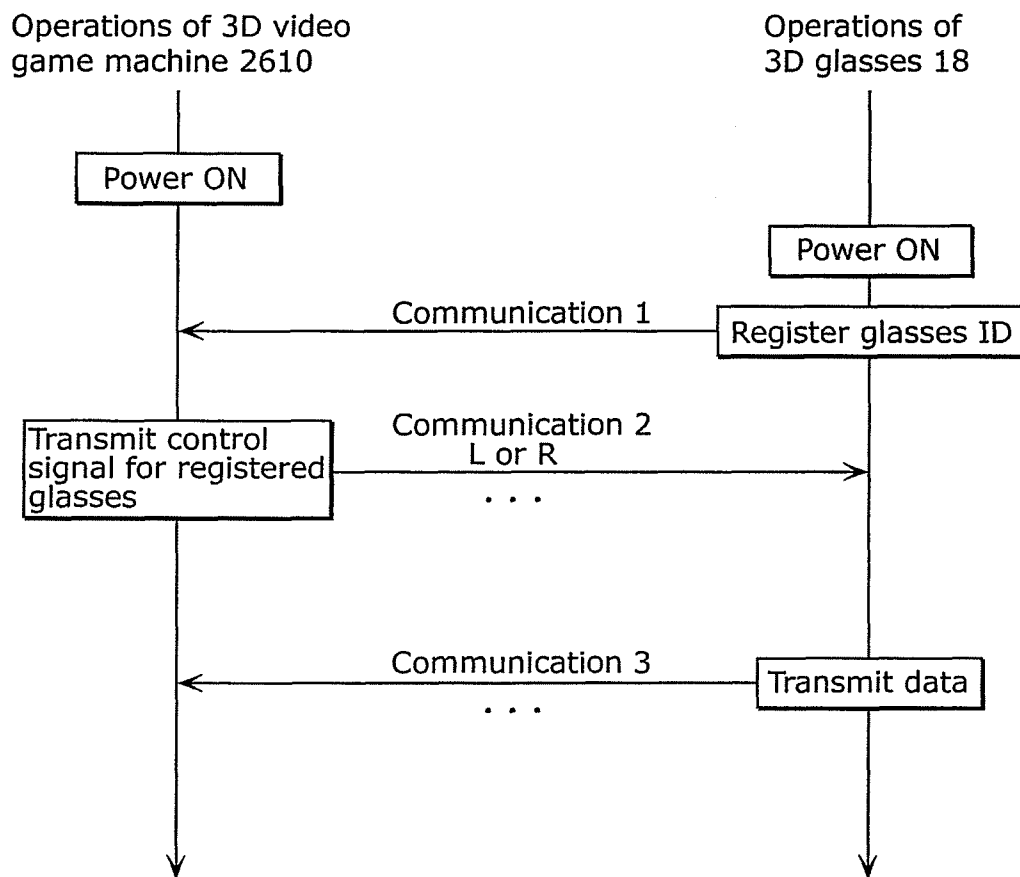 Operations of 3D video
game machine 2610
Operations of
3D glasses 18
Power ON
Power ON
Communication 1
Register glasses ID
Transmit control
signal for registered
glasses
Communication 2
L or R
. . .
Communication 3
Transmit data
. . .